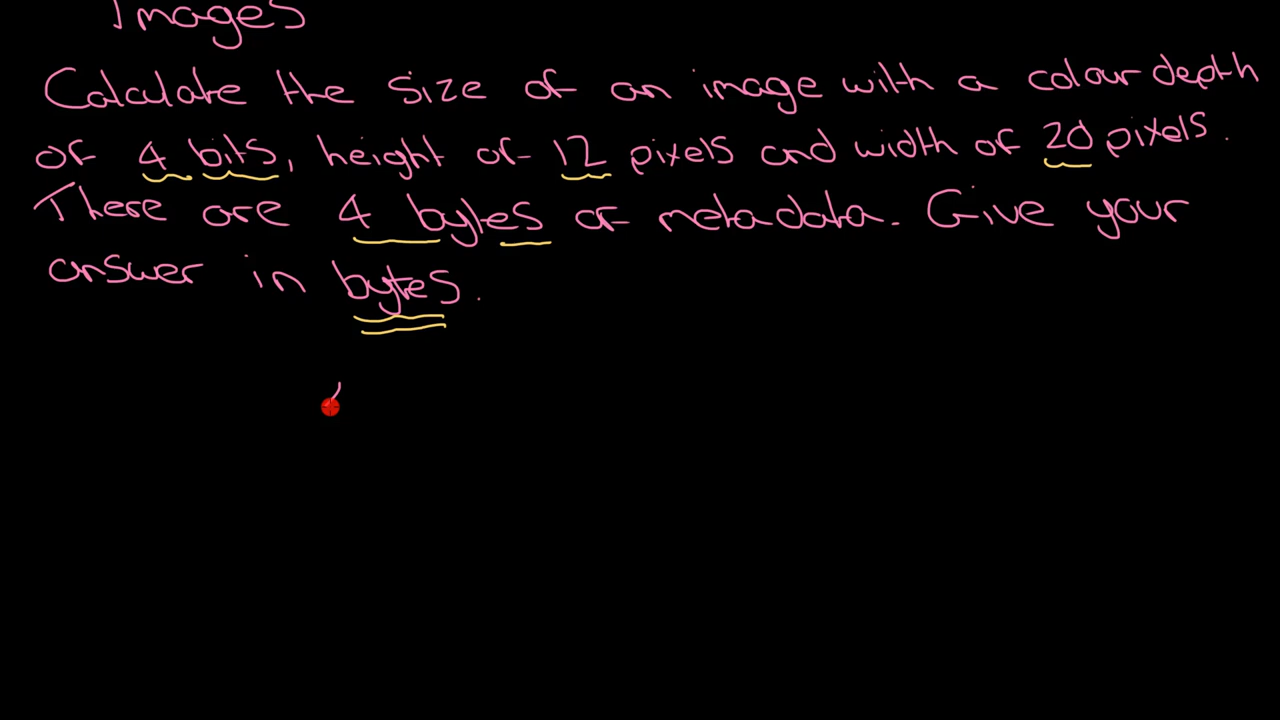 Images
Calculate the size of an image with a colour depth
of 4 bits, height of 12 pixels and width of 20 pixels.
There are 4 bytes of metadata. Give your
answer in bytes.